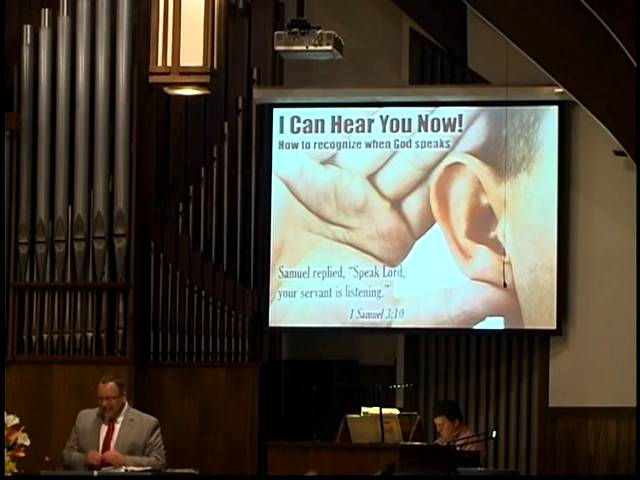 I Can Hear You Now!
How to recognize when God speaks
Samuel replied, "Speak Lord,
your servant is listening."
1 Samuel 3:10